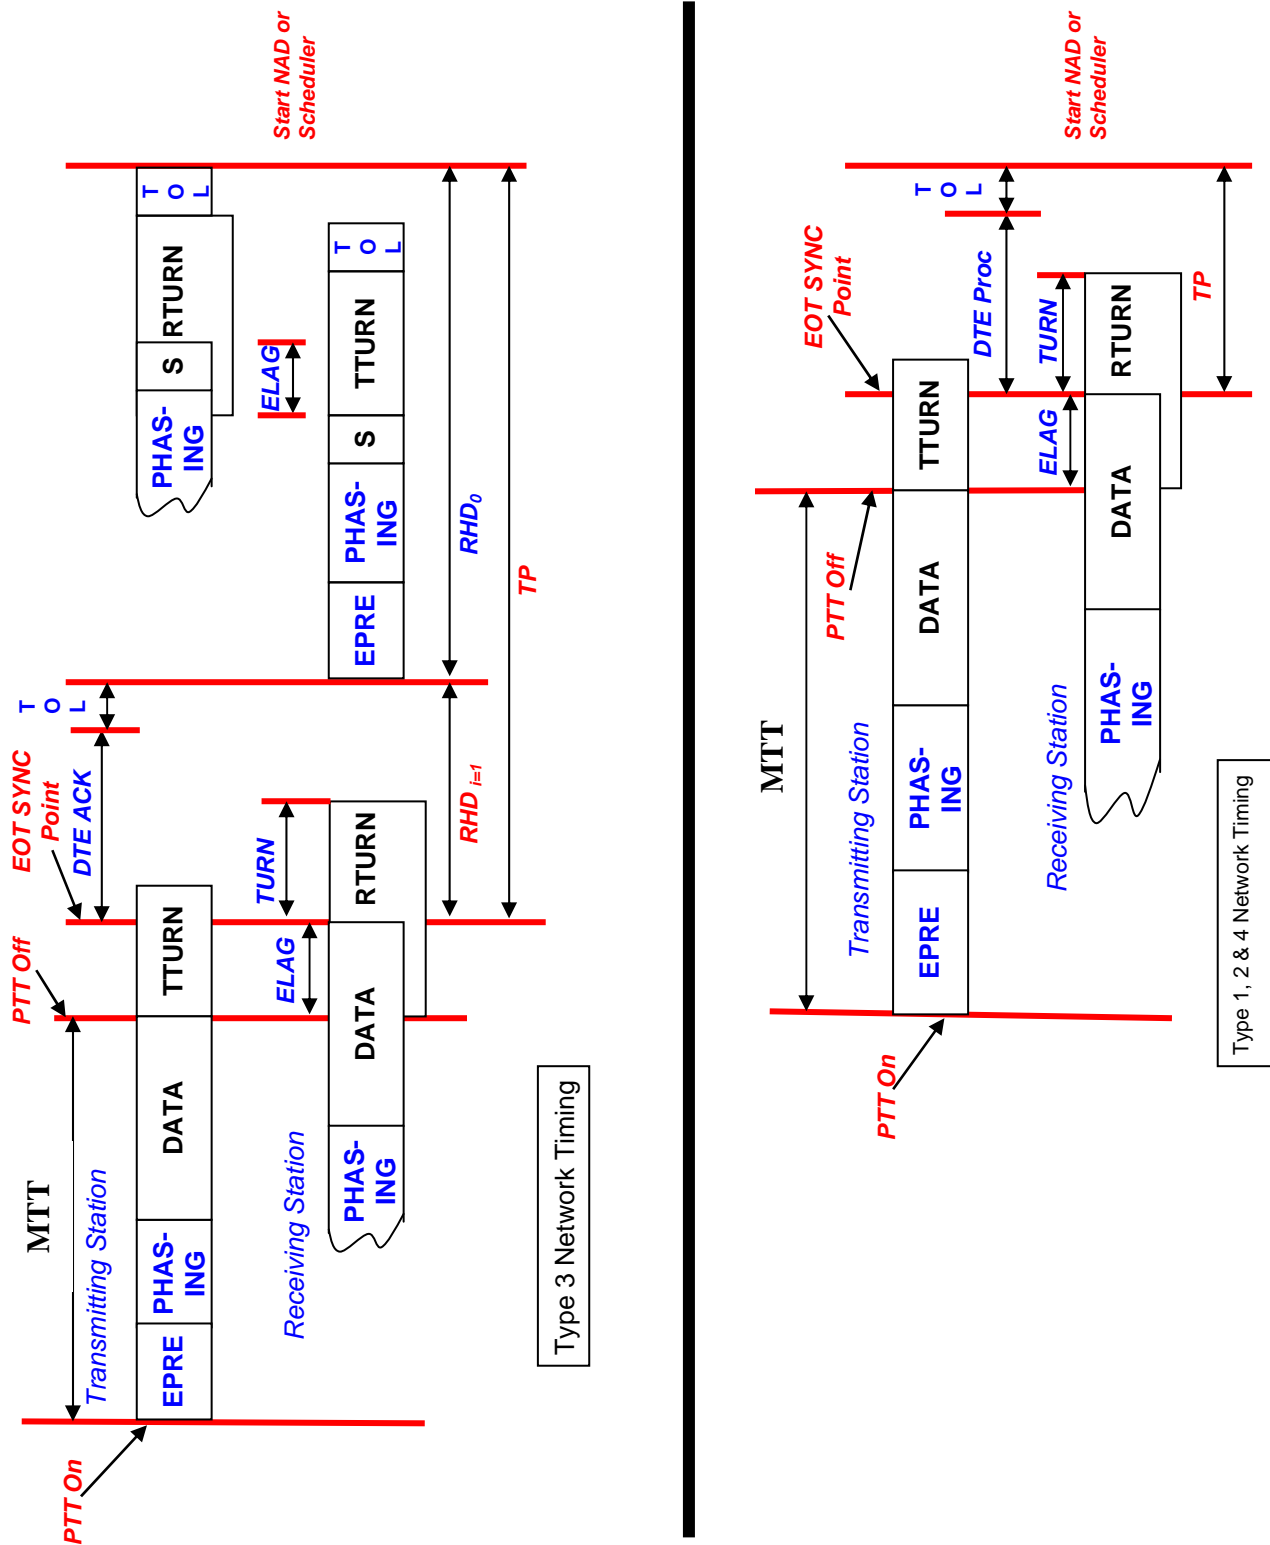 MTT
PTT Off
EOT SYNC
Point
T
O
L
DTE ACK
Transmitting Station
PTT On
EPRE
PHAS-
ING
DATA
TTURN
PHAS-
ING
S
RTURN
T
O
L
Start NAD or
Scheduler
ELAG
TURN
ELAG
Receiving Station
PHAS-
ING
DATA
RTURN
EPRE
PHAS-
ING
S
TTURN
T
O
L
RHD i=1
RHD0
TP
Type 3 Network Timing
MTT
PTT Off
EOT SYNC
Point
T
O
L
DTE Proc
Transmitting Station
PTT On
EPRE
PHAS-
ING
DATA
TTURN
Start NAD or
Scheduler
ELAG
TURN
Receiving Station
PHAS-
ING
DATA
RTURN
TP
Type 1, 2 & 4 Network Timing